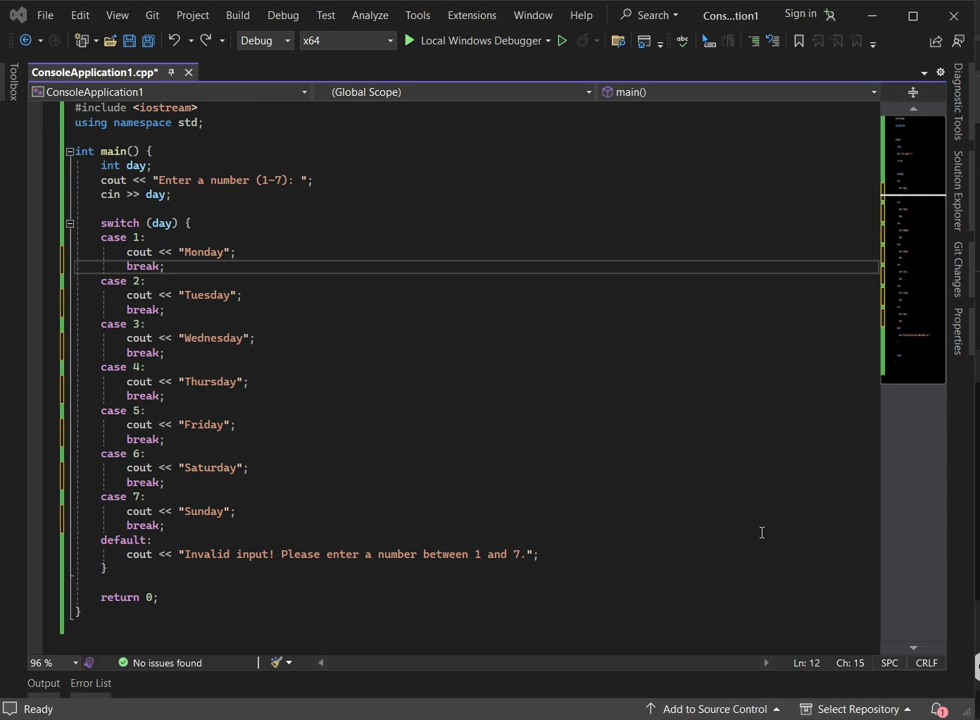 File Edit View Git Project Build Debug Test Analyze Tools Extensions Window Help Search Cons...tion1 Sign in
Debug x64 Local Windows Debugger abc
Toolbox
ConsoleApplication1.cpp*
ConsoleApplication1 (Global Scope) main()
#include <iostream>
using namespace std;
int main() {
int day;
cout << "Enter a number (1-7): ";
cin >> day;
switch (day) {
case 1:
cout << "Monday";
break;
case 2:
cout << "Tuesday";
break;
case 3:
cout << "Wednesday";
break;
case 4:
cout << "Thursday";
break;
case 5:
cout << "Friday";
break;
case 6:
cout << "Saturday";
break;
case 7:
cout << "Sunday";
break;
default:
cout << "Invalid input! Please enter a number between 1 and 7.";
}
return 0;
}
Diagnostic Tools
Solution Explorer
Git Changes
Properties
96 % No issues found Ln: 12 Ch: 15 SPC CRLF
Output Error List
Ready Add to Source Control Select Repository 1